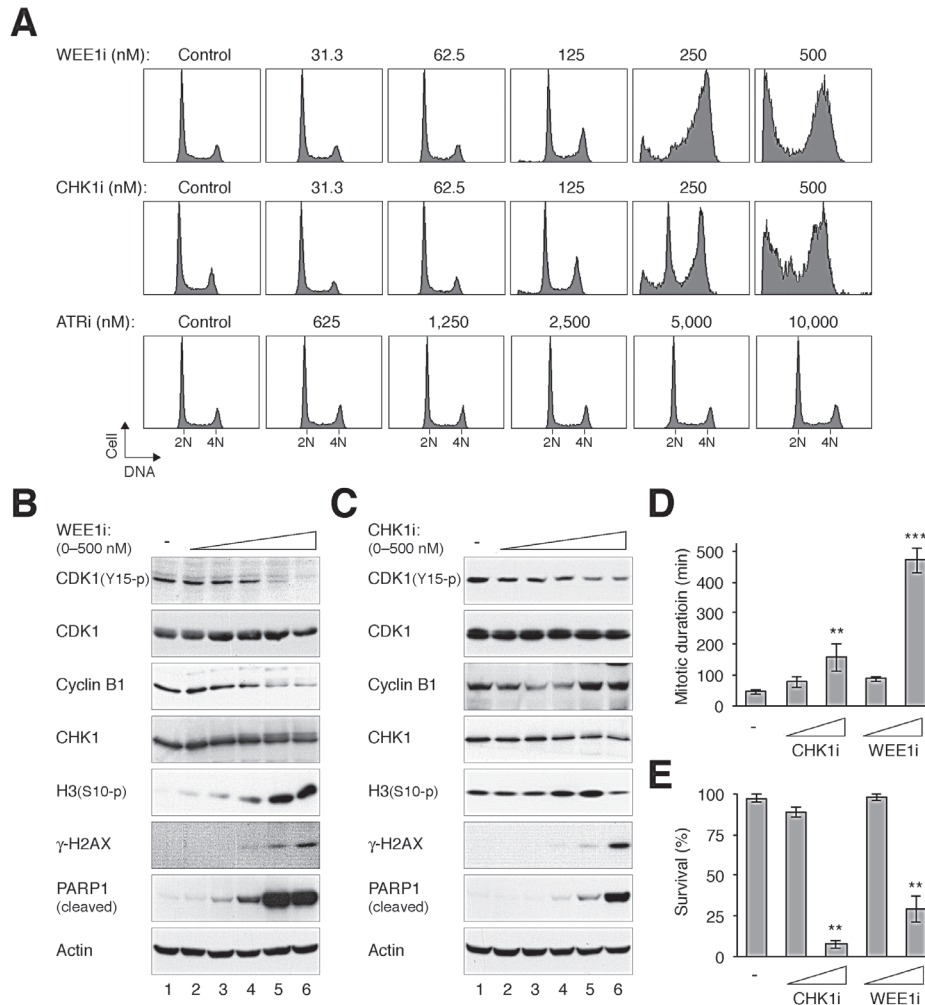 A
WEE1i (nM): Control 31.3 62.5 125 250 500
CHK1i (nM): Control 31.3 62.5 125 250 500
ATRi (nM): Control 625 1,250 2,500 5,000 10,000
2N 4N 2N 4N 2N 4N 2N 4N 2N 4N 2N 4N
Cell
DNA
B
WEE1i:
(0–500 nM)
-
CDK1(Y15-p)
CDK1
Cyclin B1
CHK1
H3(S10-p)
γ-H2AX
PARP1
(cleaved)
Actin
1 2 3 4 5 6
C
CHK1i:
(0–500 nM)
-
CDK1(Y15-p)
CDK1
Cyclin B1
CHK1
H3(S10-p)
γ-H2AX
PARP1
(cleaved)
Actin
1 2 3 4 5 6
D
Mitotic duratioin (min)
500
400
300
200
100
0
**
***
-
CHK1i WEE1i
E
Survival (%)
100
75
50
25
0
**
**
-
CHK1i WEE1i